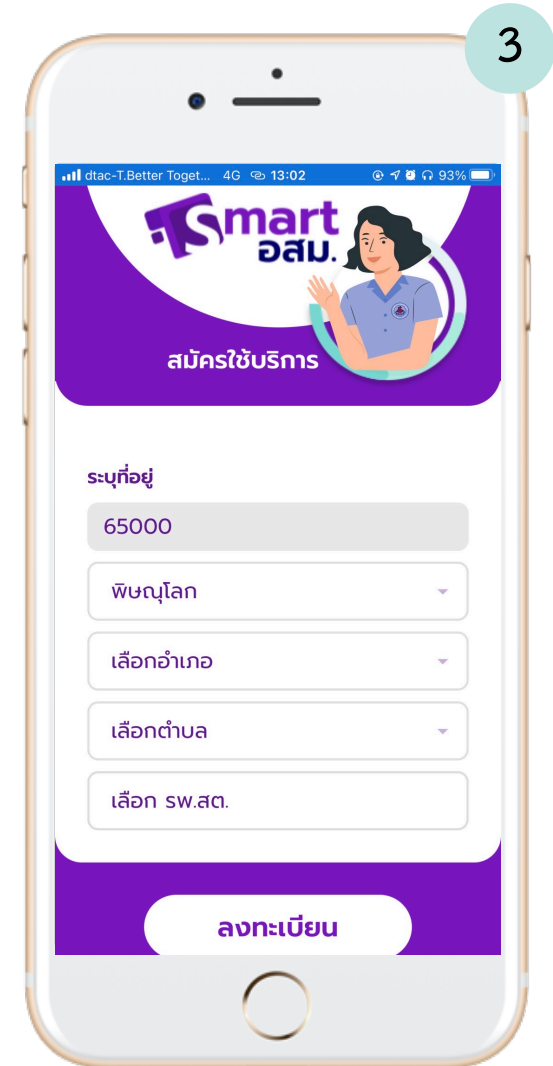 3
dtac-T.Better Toget... 4G 13:02 93%
Smart
อสม.
สมัครใช้บริการ
ระบุที่อยู่
65000
พิษณุโลก
เลือกอำเภอ
เลือกตำบล
เลือก รพ.สต.
ลงทะเบียน